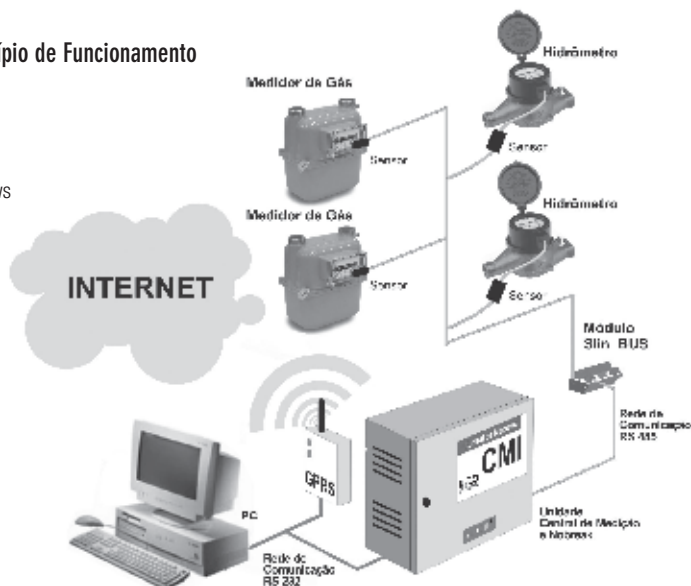 ípio de Funcionamento
Hidrômetro
Medidor de Gás
Sensor
Sensor
ws
Hidrômetro
Medidor de Gás
INTERNET
Sensor
Sensor
Módulo
Slin BUS
Rede de
Comunicação
RS 485
CMI
GPRS
PC
Unidade
Central de Medição
e Nobreak
Rede de
Comunicação
RS 232